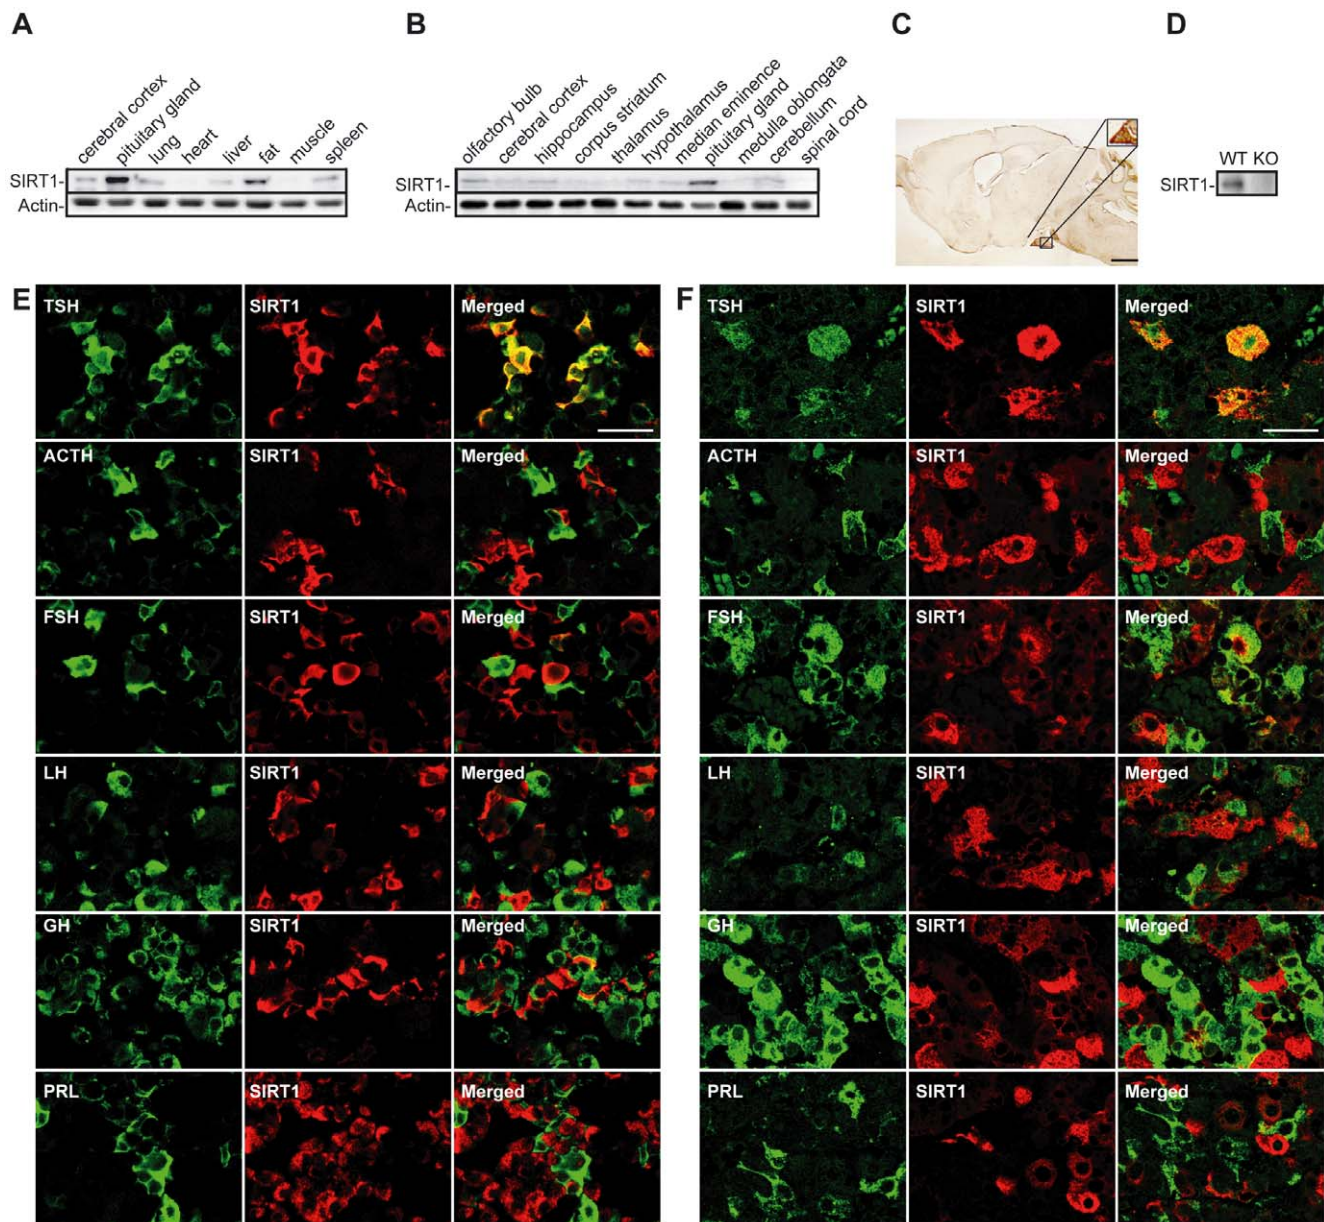 A
B
C
D
cerebral cortex
pituitary gland
lung
heart
liver
fat
muscle
spleen
SIRT1-
Actin-
olfactory bulb
cerebral cortex
hippocampus
corpus striatum
thalamus
hypothalamus
median eminence
pituitary gland
medulla oblongata
cerebellum
spinal cord
SIRT1-
Actin-
WT KO
SIRT1-
E
TSH SIRT1 Merged
ACTH SIRT1 Merged
FSH SIRT1 Merged
LH SIRT1 Merged
GH SIRT1 Merged
PRL SIRT1 Merged
F
TSH SIRT1 Merged
ACTH SIRT1 Merged
FSH SIRT1 Merged
LH SIRT1 Merged
GH SIRT1 Merged
PRL SIRT1 Merged